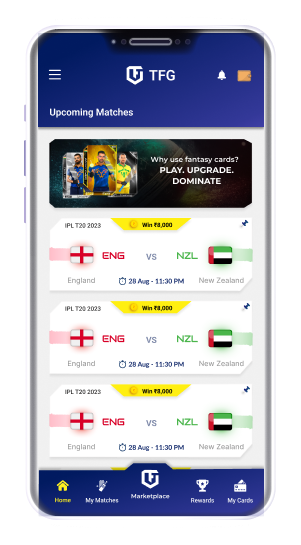 TFG
Upcoming Matches
Why use fantasy cards?
PLAY. UPGRADE.
DOMINATE
IPL T20 2023
Win ₹8,000
ENG
VS
NZL
England
28 Aug - 11:30 PM
New Zealand
IPL T20 2023
Win ₹8,000
ENG
VS
NZL
England
28 Aug - 11:30 PM
New Zealand
IPL T20 2023
Win ₹8,000
ENG
VS
NZL
England
28 Aug - 11:30 PM
New Zealand
Home
My Matches
Marketplace
Rewards
My Cards